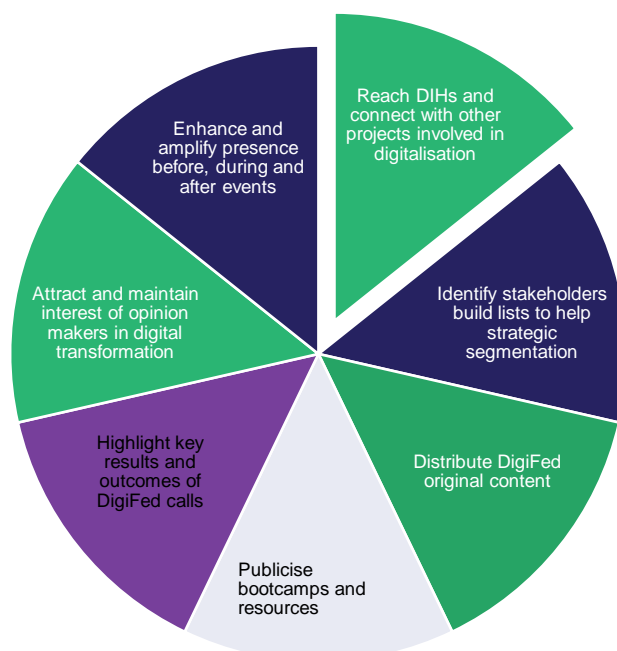 Reach DIHs and
connect with other
projects involved in
digitalisation
Identify stakeholders
build lists to help
strategic
segmentation
Distribute DigiFed
original content
Publicise
bootcamps and
resources
Highlight key
results and
outcomes of
DigiFed calls
Attract and maintain
interest of opinion
makers in digital
transformation
Enhance and
amplify presence
before, during and
after events